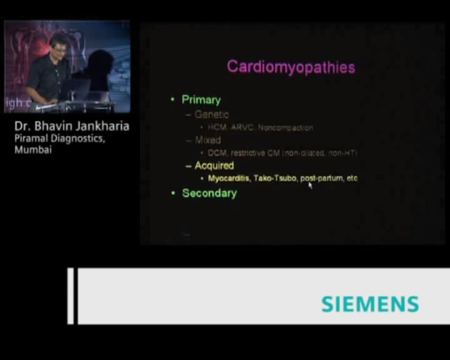 igh
Dr. Bhavin Jankharia
Piramal Diagnostics,
Mumbai
Cardiomyopathies
• Primary
– Genetic
• HCM, ARVC, Noncompaction
– Mixed
• DCM, restrictive CM (non-dilated, non-HT)
– Acquired
• Myocarditis, Tako-Tsubo, post-partum, etc
• Secondary
SIEMENS